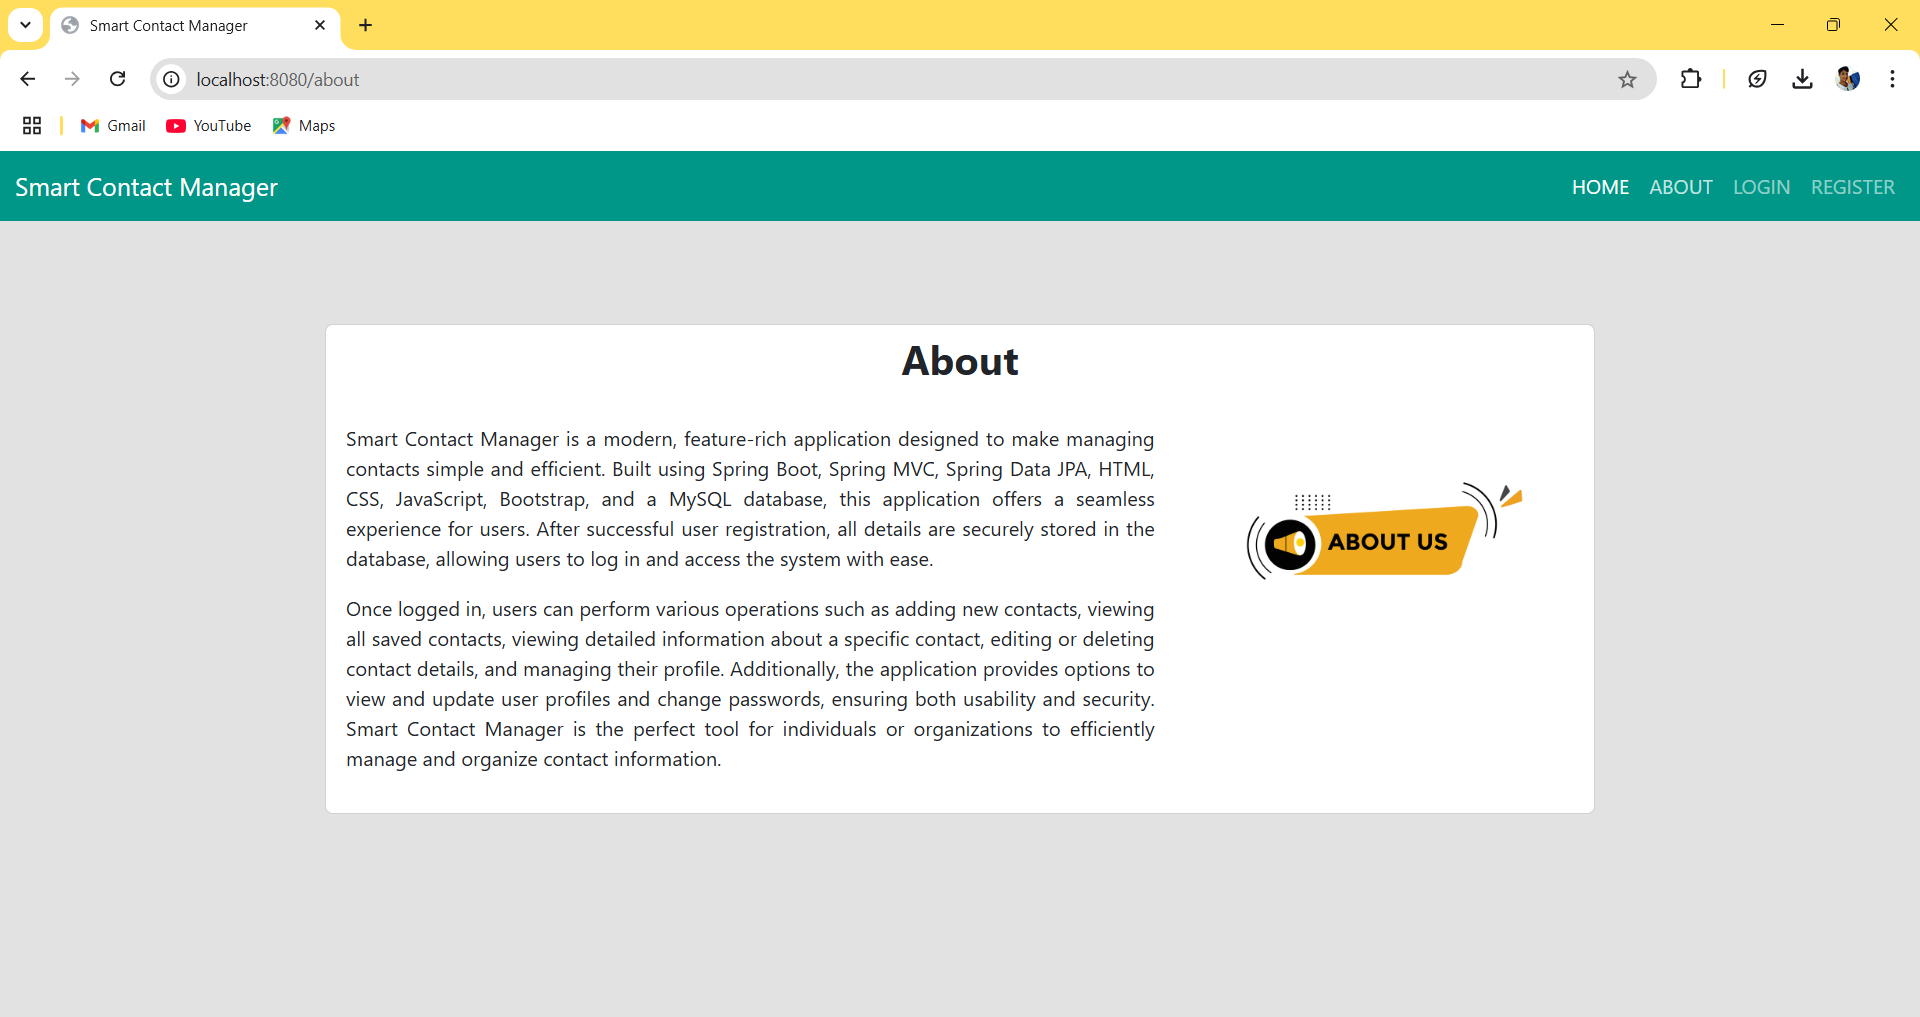 Smart Contact Manager
localhost:8080/about
Gmail YouTube Maps
Smart Contact Manager HOME ABOUT LOGIN REGISTER
About
Smart Contact Manager is a modern, feature-rich application designed to make managing
contacts simple and efficient. Built using Spring Boot, Spring MVC, Spring Data JPA, HTML,
CSS, JavaScript, Bootstrap, and a MySQL database, this application offers a seamless
experience for users. After successful user registration, all details are securely stored in the
database, allowing users to log in and access the system with ease.
Once logged in, users can perform various operations such as adding new contacts, viewing
all saved contacts, viewing detailed information about a specific contact, editing or deleting
contact details, and managing their profile. Additionally, the application provides options to
view and update user profiles and change passwords, ensuring both usability and security.
Smart Contact Manager is the perfect tool for individuals or organizations to efficiently
manage and organize contact information.
ABOUT US